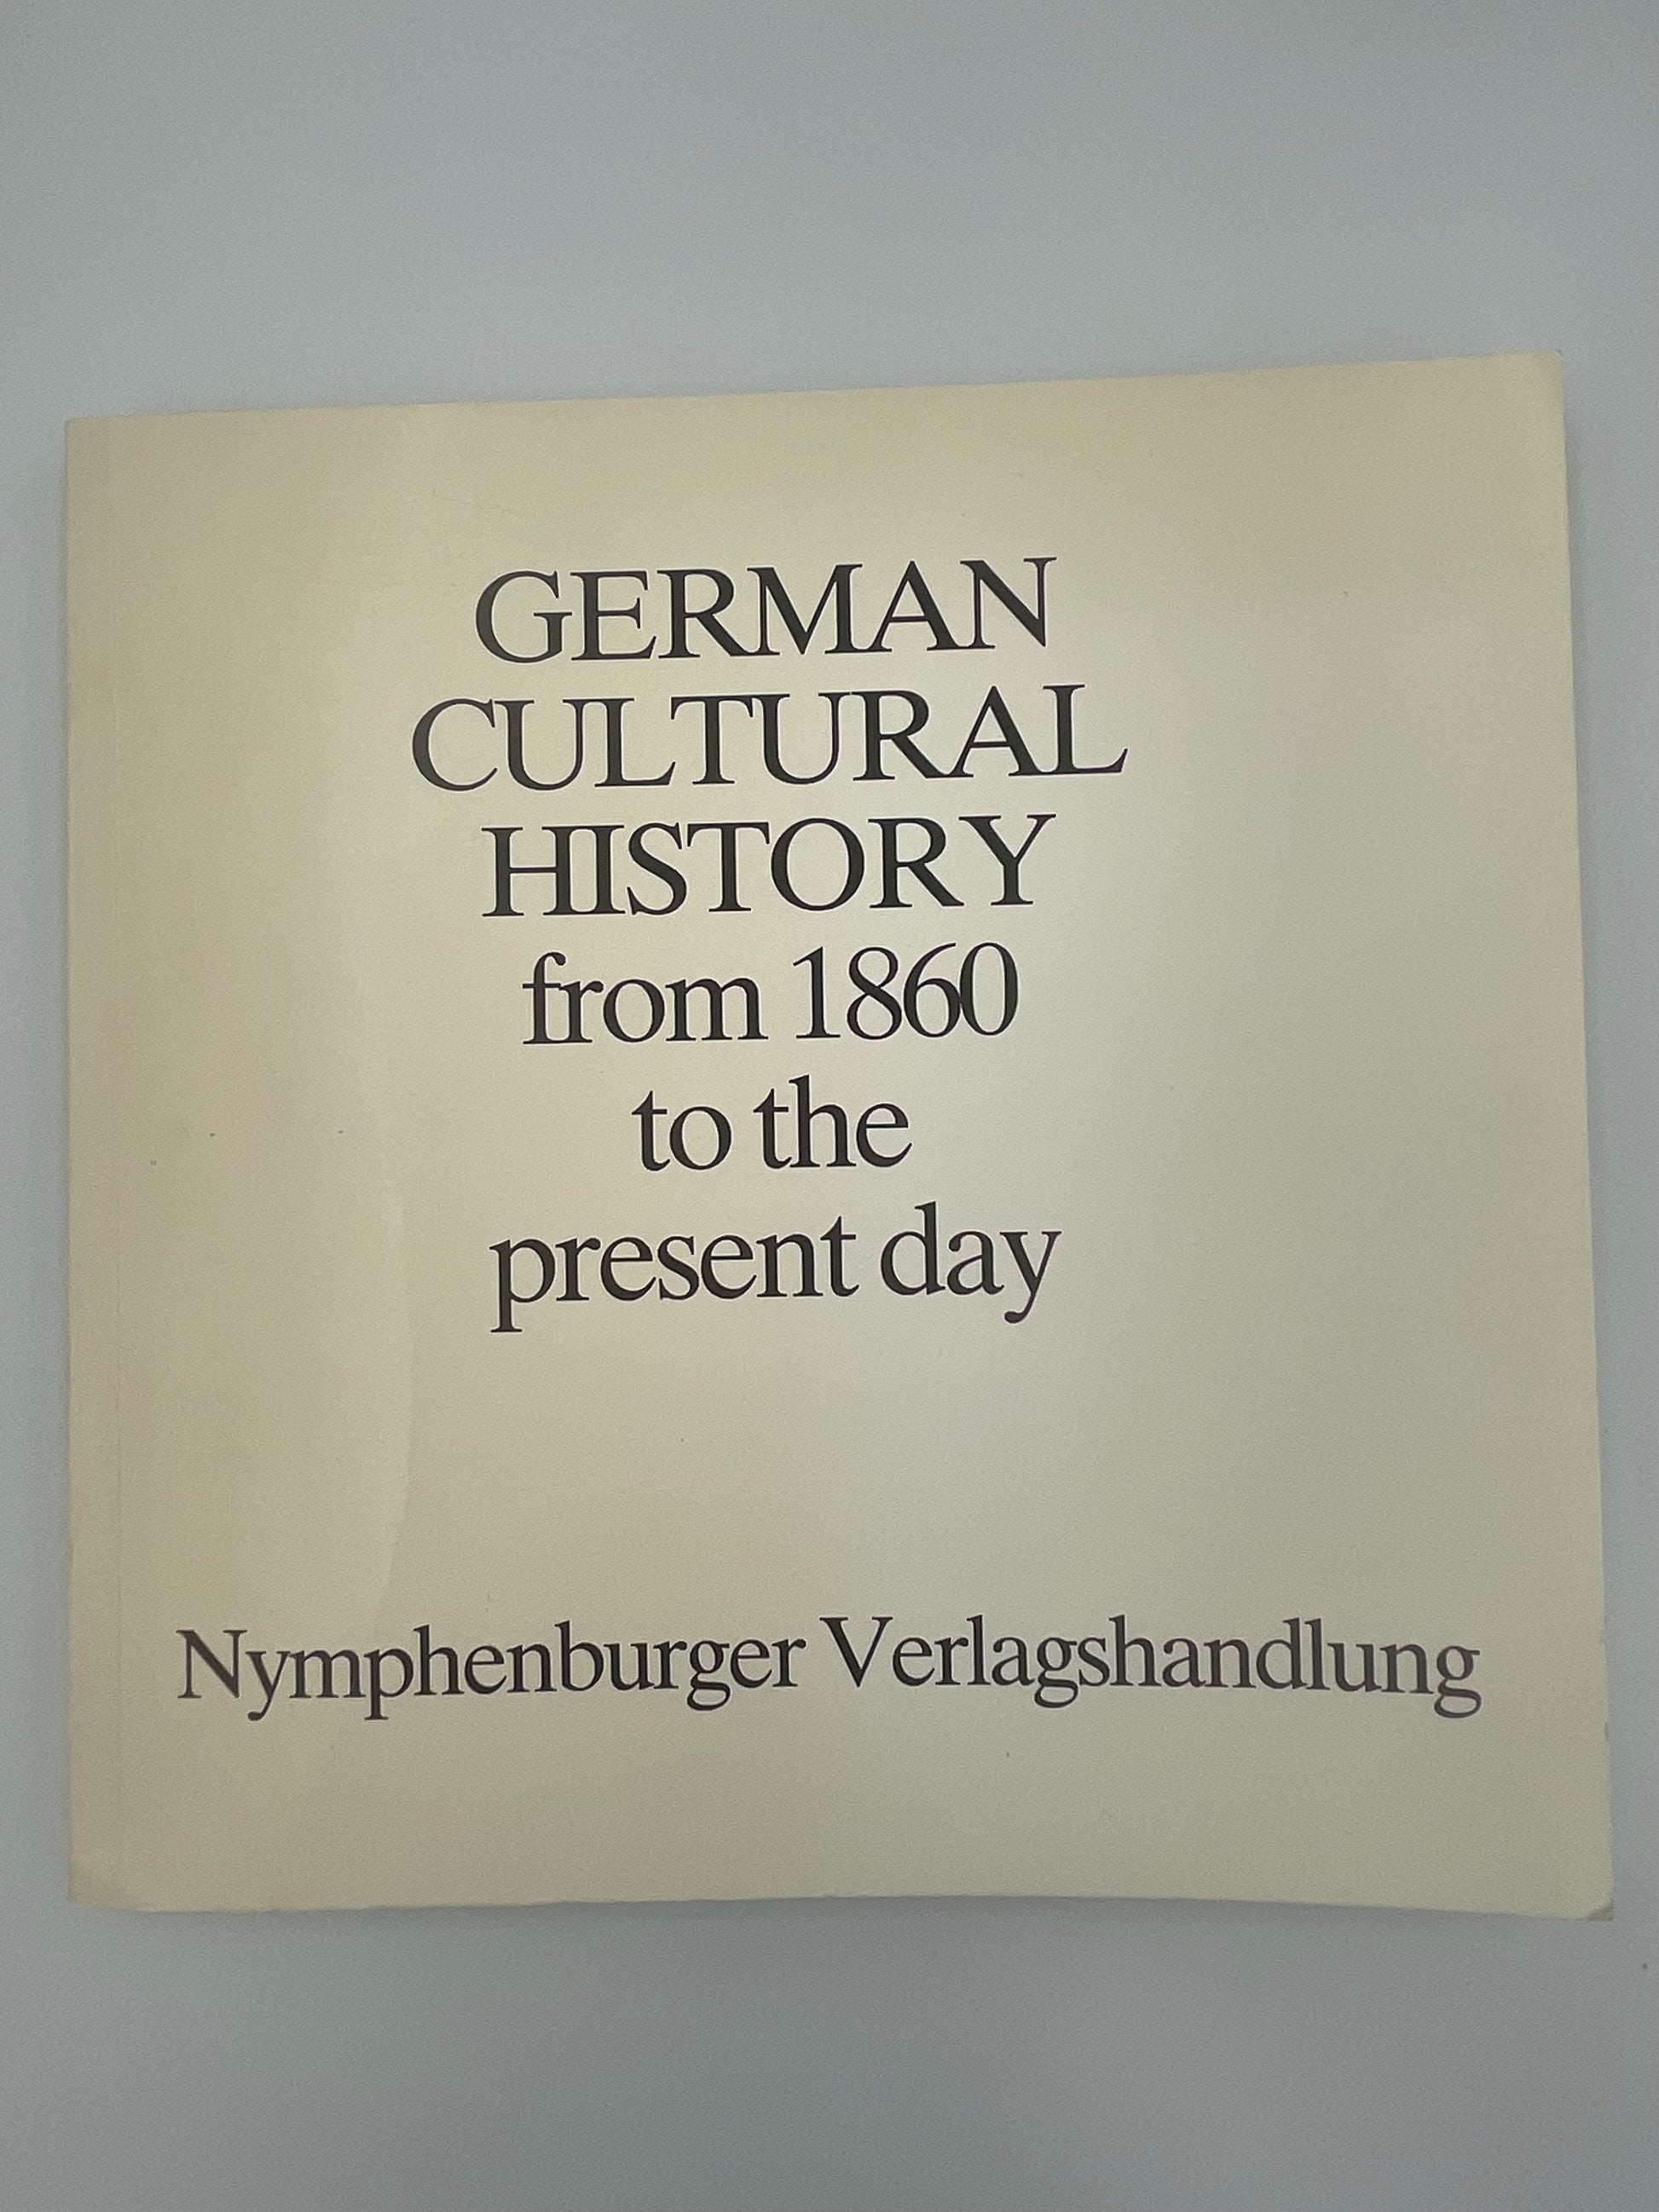 GERMAN
CULTURAL
HISTORY
from 1860
to the
present day
Nymphenburger Verlagshandlung